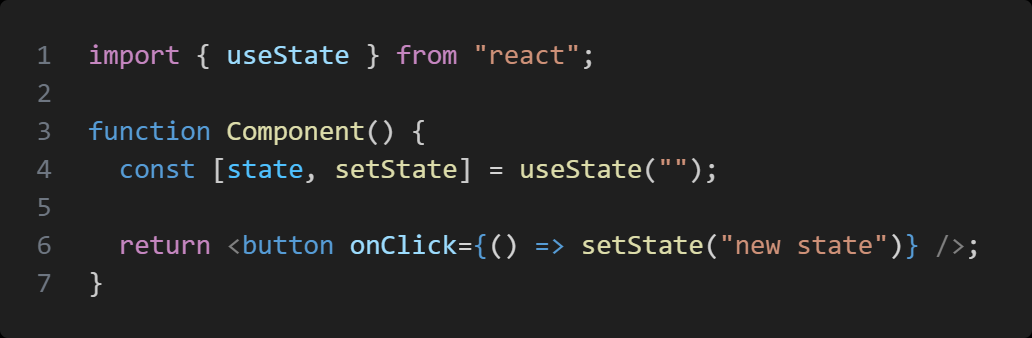 1 import { useState } from "react";
2
3 function Component() {
4   const [state, setState] = useState("");
5
6   return <button onClick={() => setState("new state")} />;
7 }